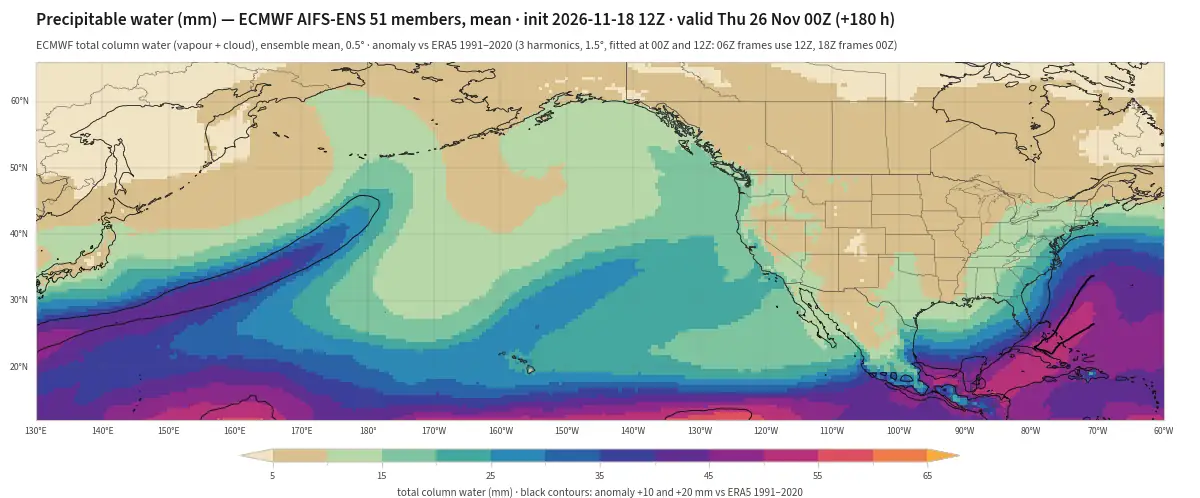 Precipitable water (mm) — ECMWF AIFS-ENS 51 members, mean · init 2026-11-18 12Z · valid Thu 26 Nov 00Z (+180 h)
ECMWF total column water (vapour + cloud), ensemble mean, 0.5° · anomaly vs ERA5 1991–2020 (3 harmonics, 1.5°, fitted at 00Z and 12Z: 06Z frames use 12Z, 18Z frames 00Z)
60°N
50°N
40°N
30°N
20°N
130°E 140°E 150°E 160°E 170°E 180° 170°W 160°W 150°W 140°W 130°W 120°W 110°W 100°W 90°W 80°W 70°W 60°W
5 15 25 35 45 55 65
total column water (mm) · black contours: anomaly +10 and +20 mm vs ERA5 1991–2020